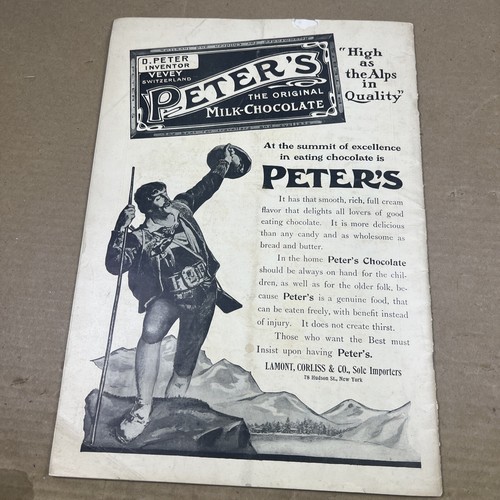 D. PETER
INVENTOR
VEVEY
SWITZERLAND
PETER'S
THE ORIGINAL
MILK-CHOCOLATE
"High
as
the Alps
in
Quality"
At the summit of excellence
in eating chocolate is
PETER'S
It has that smooth, rich, full cream
flavor that delights all lovers of good
eating chocolate. It is more delicious
than any candy and as wholesome as
bread and butter.
In the home Peter's Chocolate
should be always on hand for the chil-
dren, as well as for the older folk, be-
cause Peter's is a genuine food, that
can be eaten freely, with benefit instead
of injury. It does not create thirst.
Those who want the Best must
Insist upon having Peter's.
LAMONT, CORLISS & CO., Sole Importers
78 Hudson St., New York